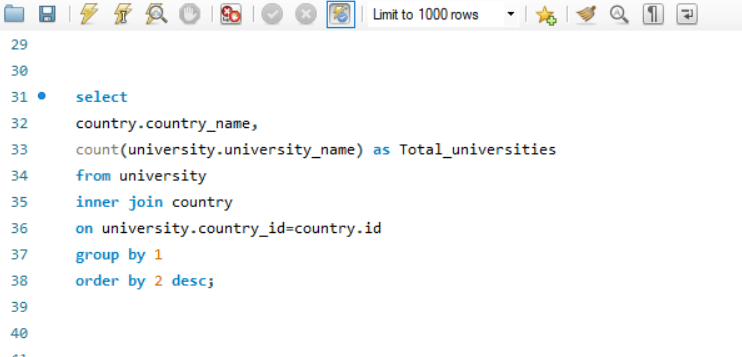 Limit to 1000 rows
29
30
31 select
32 country.country_name,
33 count(university.university_name) as Total_universities
34 from university
35 inner join country
36 on university.country_id=country.id
37 group by 1
38 order by 2 desc;
39
40